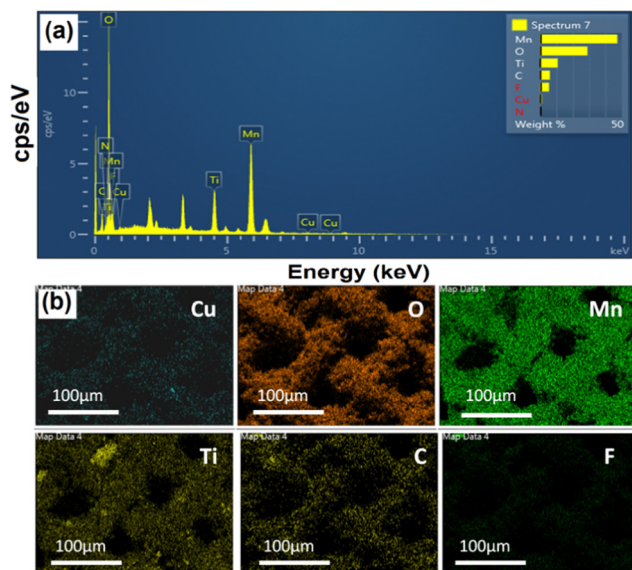 (a)
cps/eV
cps/eV
15
10
5
0
O
N
Mn
F
C
Ti
Cu
Ti
Mn
Cu
Cu
0
5
10
15
keV
Spectrum 7
Mn
O
Ti
C
F
Cu
N
Weight %
50
Energy (keV)
(b)
Map Data 4
Cu
100μm
Map Data 4
O
100μm
Map Data 4
Mn
100μm
Map Data 4
Ti
100μm
Map Data 4
C
100μm
Map Data 4
F
100μm